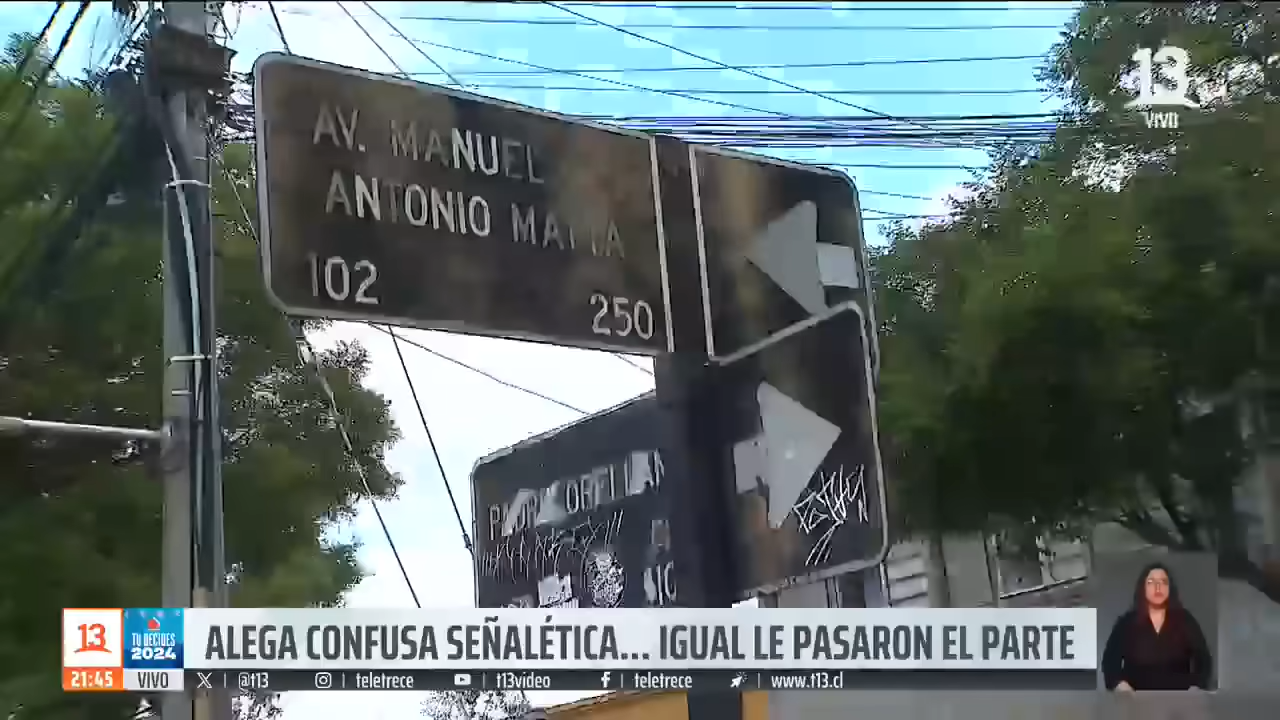 13
VIVO
AV. MANUEL
ANTONIO MATTA
102
250
13
TU DECIDES
2024
ALEGA CONFUSA SEÑALÉTICA... IGUAL LE PASARON EL PARTE
21:45 VIVO @t13 teletrece t13video teletrece www.t13.cl